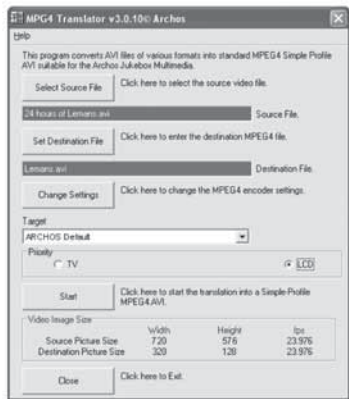 MPG4 Translator v3.0.10© Archos
Help
This program converts AVI files of various formats into standard MPEG4 Simple Profile
AVI suitable for the Archos Jukebox Multimedia.
Select Source File Click here to select the source video file.
24 hours of Lemans.avi Source File.
Set Destination File Click here to enter the destination MPEG4 file.
Lemans.avi Destination File.
Change Settings Click here to change the MPEG4 encoder settings.
Target
ARCHOS Default
Priority
TV LCD
Start Click here to start the translation into a Simple-Profile
MPEG4 AVI.
Video Image Size
Width Height fps
Source Picture Size 720 576 23.976
Destination Picture Size 320 128 23.976
Close Click here to Exit.